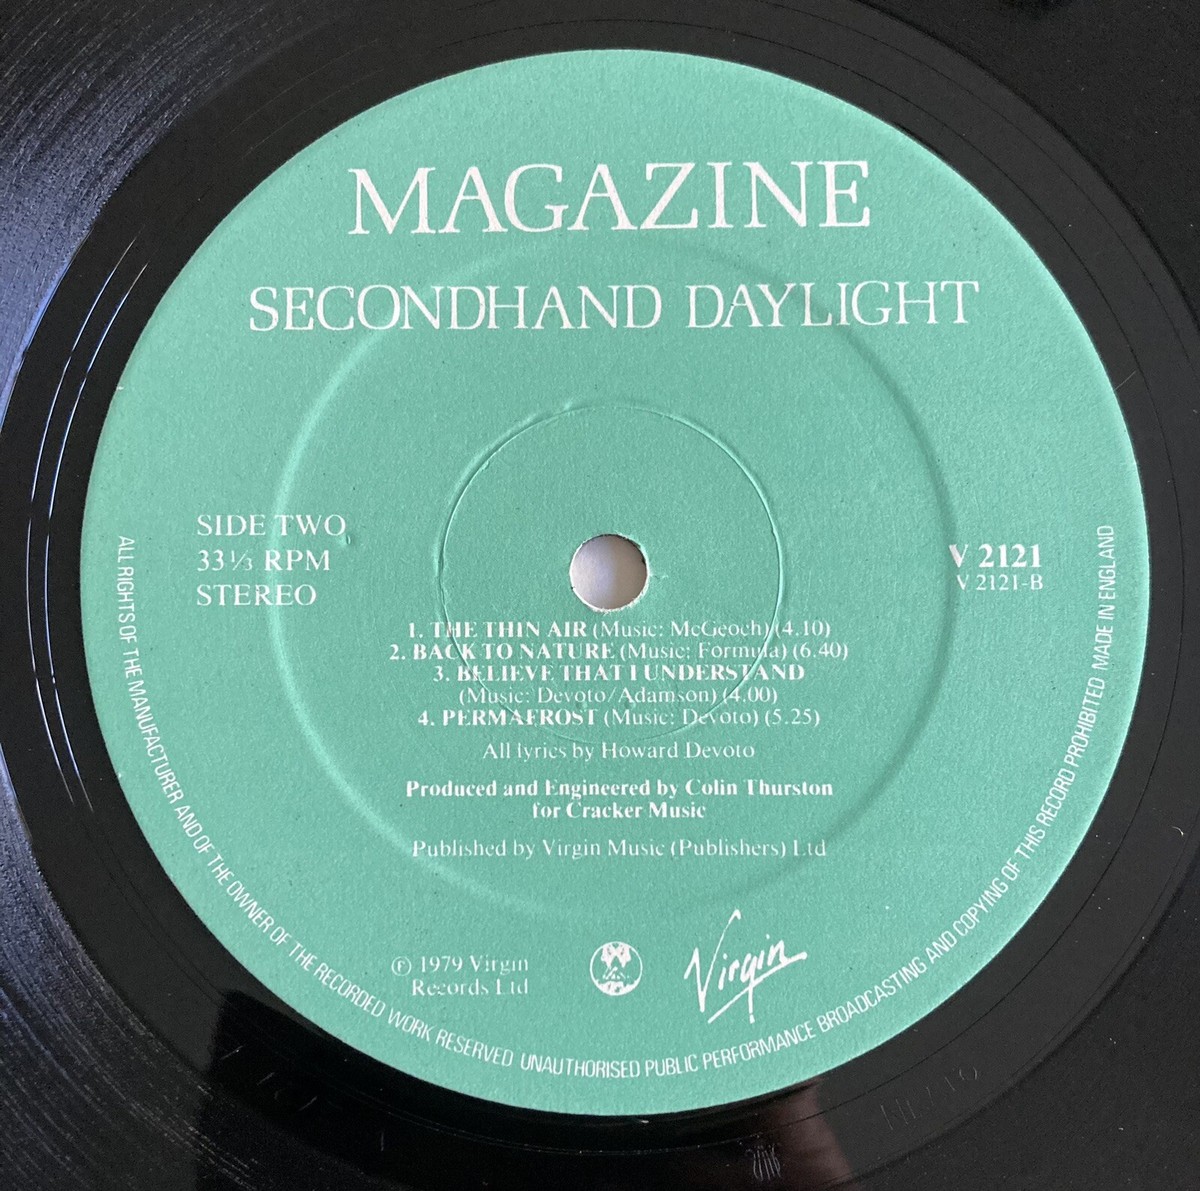 MAGAZINE
SECONDHAND DAYLIGHT
SIDE TWO
33⅓ RPM
STEREO
V 2121
V 2121-B
1. THE THIN AIR (Music: McGeoch) (4.10)
2. BACK TO NATURE (Music: Formula) (6.40)
3. BELIEVE THAT I UNDERSTAND
(Music: Devoto/Adamson) (4.00)
4. PERMAFROST (Music: Devoto) (5.25)
All lyrics by Howard Devoto
Produced and Engineered by Colin Thurston
for Cracker Music
Published by Virgin Music (Publishers) Ltd
Ⓟ 1979 Virgin
Records Ltd
Virgin
ALL RIGHTS OF THE MANUFACTURER AND OF THE OWNER OF THE RECORDED WORK RESERVED UNAUTHORISED PUBLIC PERFORMANCE BROADCASTING AND COPYING OF THIS RECORD PROHIBITED MADE IN ENGLAND